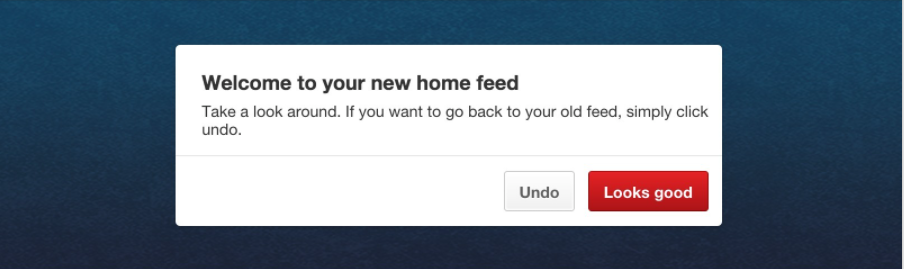 Welcome to your new home feed
Take a look around. If you want to go back to your old feed, simply click
undo.
Undo
Looks good